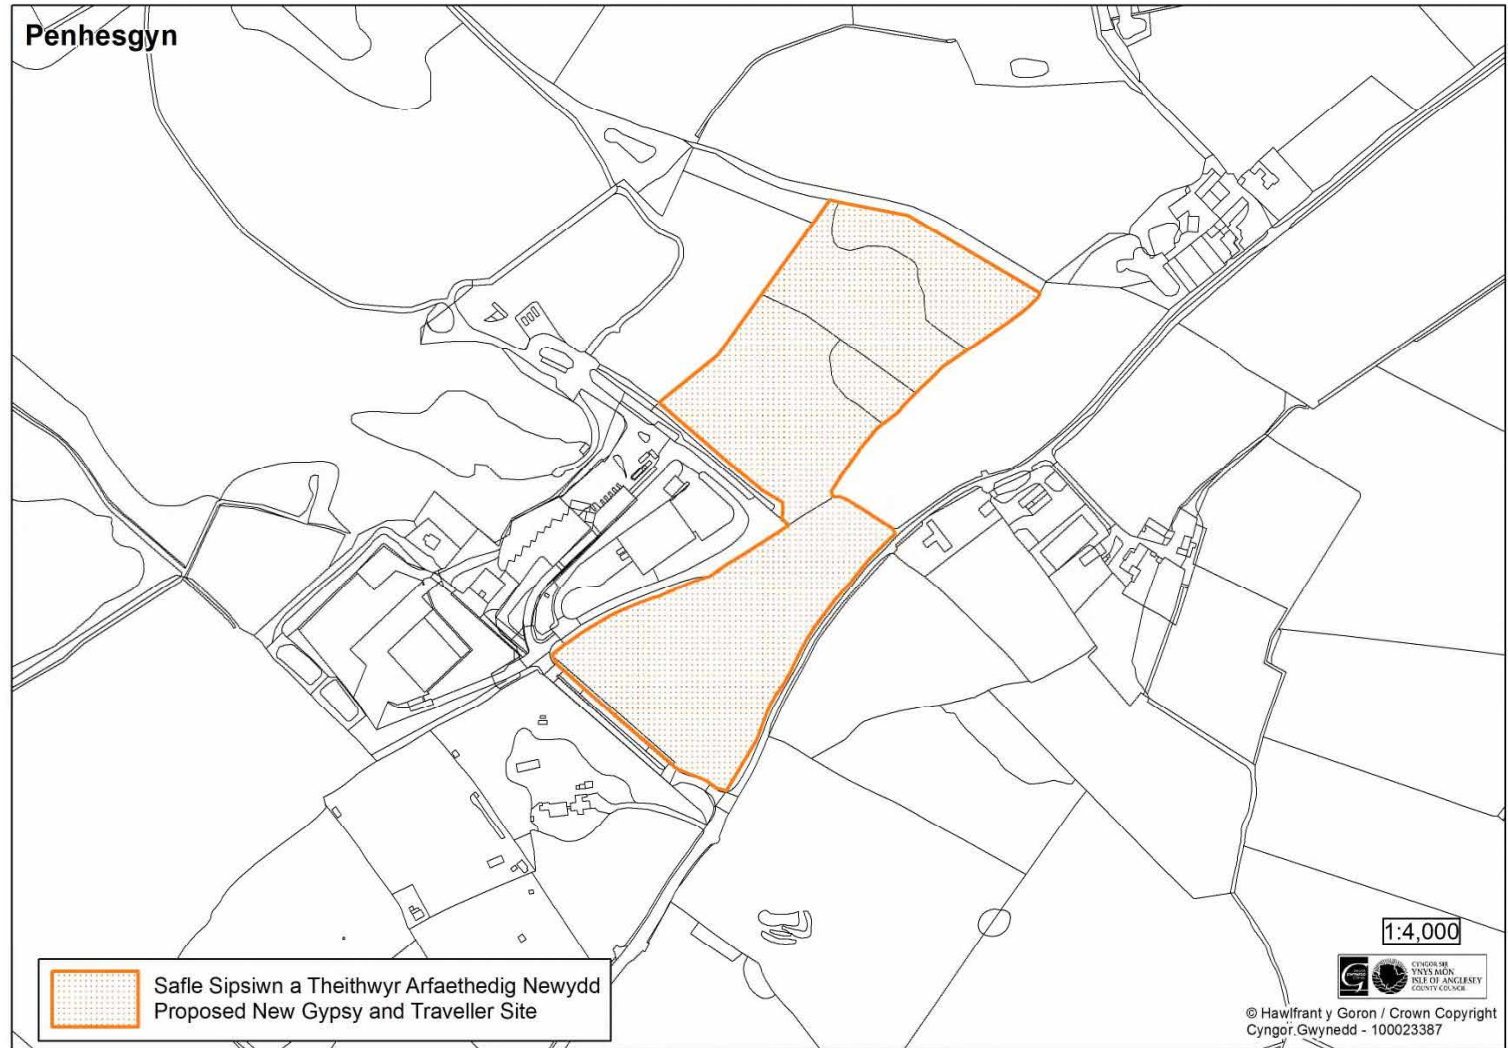 Penhesgyn
Safle Sipsiwn a Theithwyr Arfaethedig Newydd
Proposed New Gypsy and Traveller Site
1:4,000
CYNGOR SIR
YNYS MÔN
ISLE OF ANGLESEY
COUNTY COUNCIL
© Hawlfrant y Goron / Crown Copyright
Cyngor.Gwynedd - 100023387